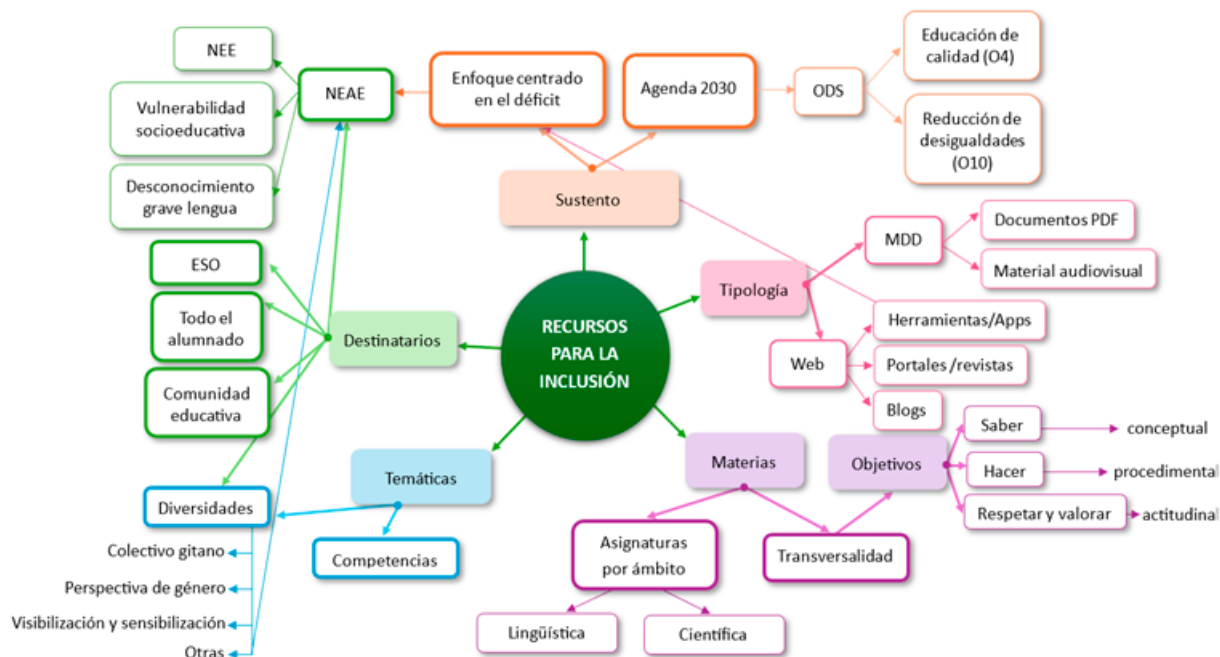 NEE
Vulnerabilidad
socioeducativa
Desconocimiento
grave lengua
NEAE
Enfoque centrado
en el déficit
Agenda 2030
ODS
Educación de
calidad (O4)
Reducción de
desigualdades
(O10)
Sustento
ESO
Todo el
alumnado
Comunidad
educativa
Destinatarios
RECURSOS
PARA LA
INCLUSIÓN
Tipología
MDD
Documentos PDF
Material audiovisual
Web
Herramientas/Apps
Portales /revistas
Blogs
Temáticas
Diversidades
Colectivo gitano
Perspectiva de género
Visibilización y sensibilización
Otras
Competencias
Materias
Asignaturas
por ámbito
Lingüística
Científica
Transversalidad
Objetivos
Saber
conceptual
Hacer
procedimental
Respetar y valorar
actitudinal